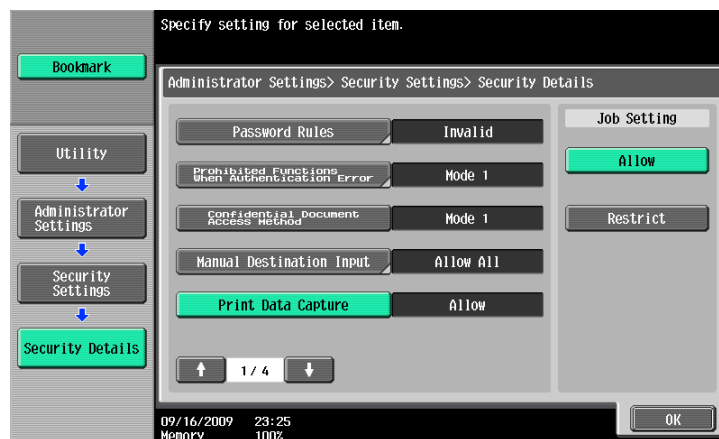 Specify setting for selected item.
Bookmark
Administrator Settings> Security Settings> Security Details
Utility
Administrator
Settings
Security
Settings
Security Details
Password Rules
Invalid
Prohibited Functions
When Authentication Error
Mode 1
Confidential Document
Access Method
Mode 1
Manual Destination Input
Allow All
Print Data Capture
Allow
1/ 4
Job Setting
Allow
Restrict
09/16/2009 23:25
Memory 100%
OK